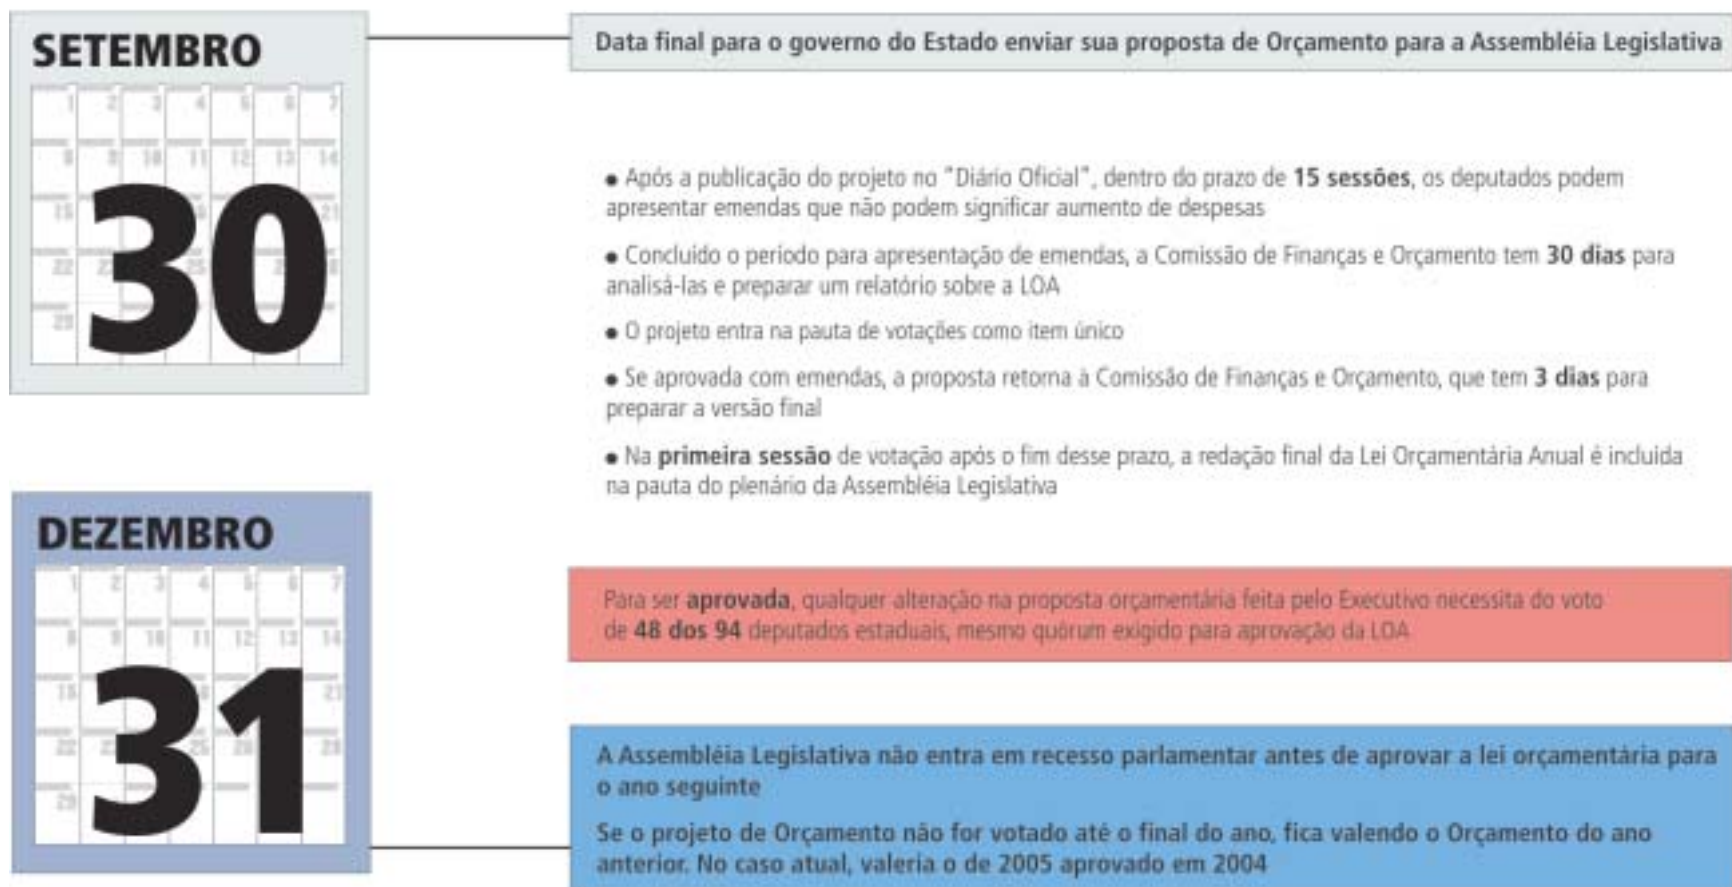 SETEMBRO
30
Data final para o governo do Estado enviar sua proposta de Orçamento para a Assembléia Legislativa
● Após a publicação do projeto no "Diário Oficial", dentro do prazo de 15 sessões, os deputados podem
apresentar emendas que não podem significar aumento de despesas
● Concluído o período para apresentação de emendas, a Comissão de Finanças e Orçamento tem 30 dias para
analisá-las e preparar um relatório sobre a LOA
● O projeto entra na pauta de votações como item único
● Se aprovada com emendas, a proposta retorna à Comissão de Finanças e Orçamento, que tem 3 dias para
preparar a versão final
● Na primeira sessão de votação após o fim desse prazo, a redação final da Lei Orçamentária Anual é incluída
na pauta do plenário da Assembléia Legislativa
DEZEMBRO
31
Para ser aprovada, qualquer alteração na proposta orçamentária feita pelo Executivo necessita do voto
de 48 dos 94 deputados estaduais, mesmo quórum exigido para aprovação da LOA
A Assembléia Legislativa não entra em recesso parlamentar antes de aprovar a lei orçamentária para
o ano seguinte
Se o projeto de Orçamento não for votado até o final do ano, fica valendo o Orçamento do ano
anterior. No caso atual, valeria o de 2005 aprovado em 2004